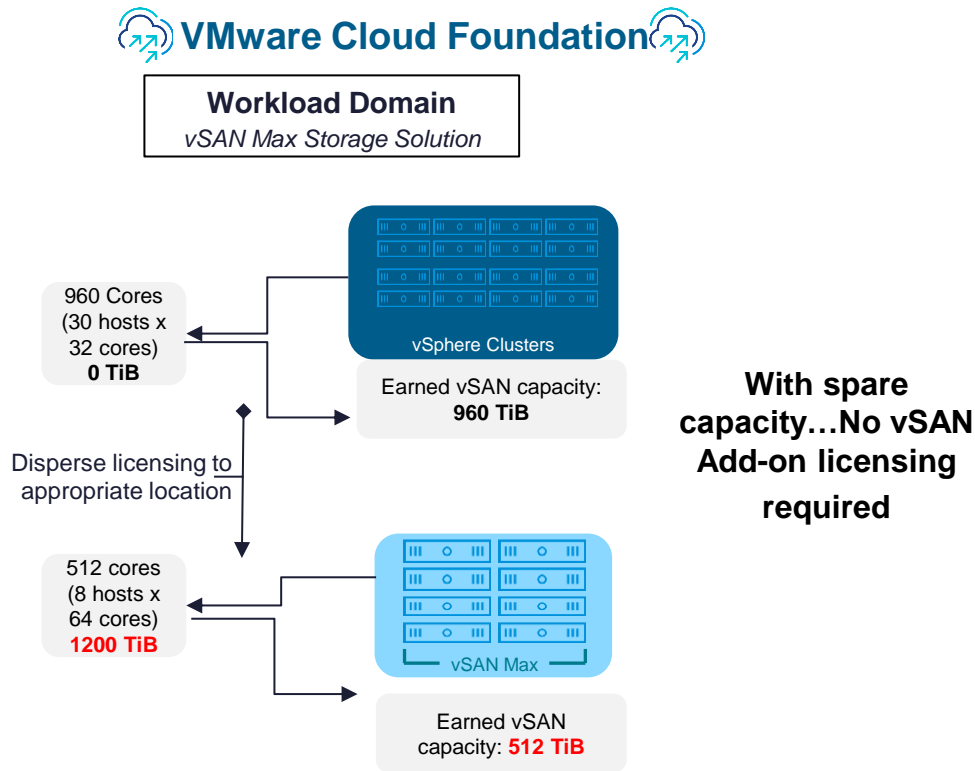 VMware Cloud Foundation
Workload Domain
vSAN Max Storage Solution
960 Cores
(30 hosts x
32 cores)
0 TiB
vSphere Clusters
Earned vSAN capacity:
960 TiB
With spare
capacity…No vSAN
Add-on licensing
required
Disperse licensing to
appropriate location
512 cores
(8 hosts x
64 cores)
1200 TiB
vSAN Max
Earned vSAN
capacity: 512 TiB